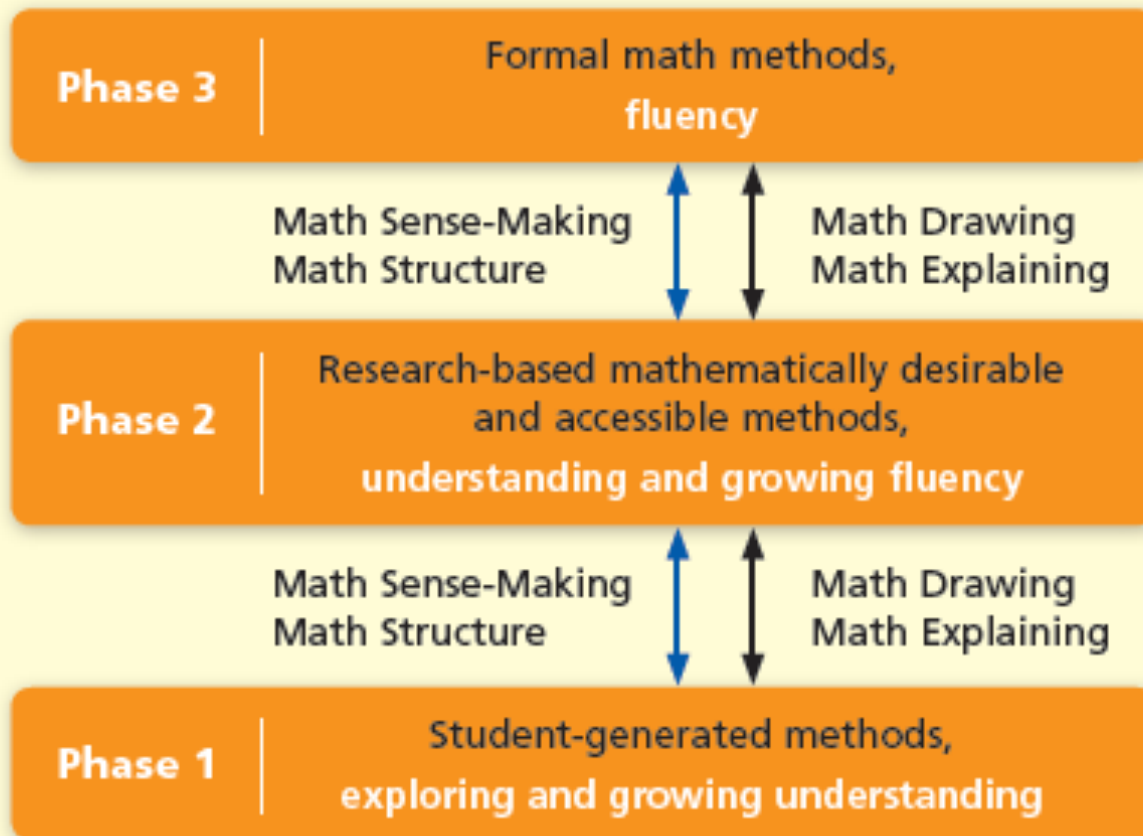 Phase 3
Formal math methods,
fluency
Math Sense-Making
Math Structure
Math Drawing
Math Explaining
Phase 2
Research-based mathematically desirable
and accessible methods,
understanding and growing fluency
Math Sense-Making
Math Structure
Math Drawing
Math Explaining
Phase 1
Student-generated methods,
exploring and growing understanding